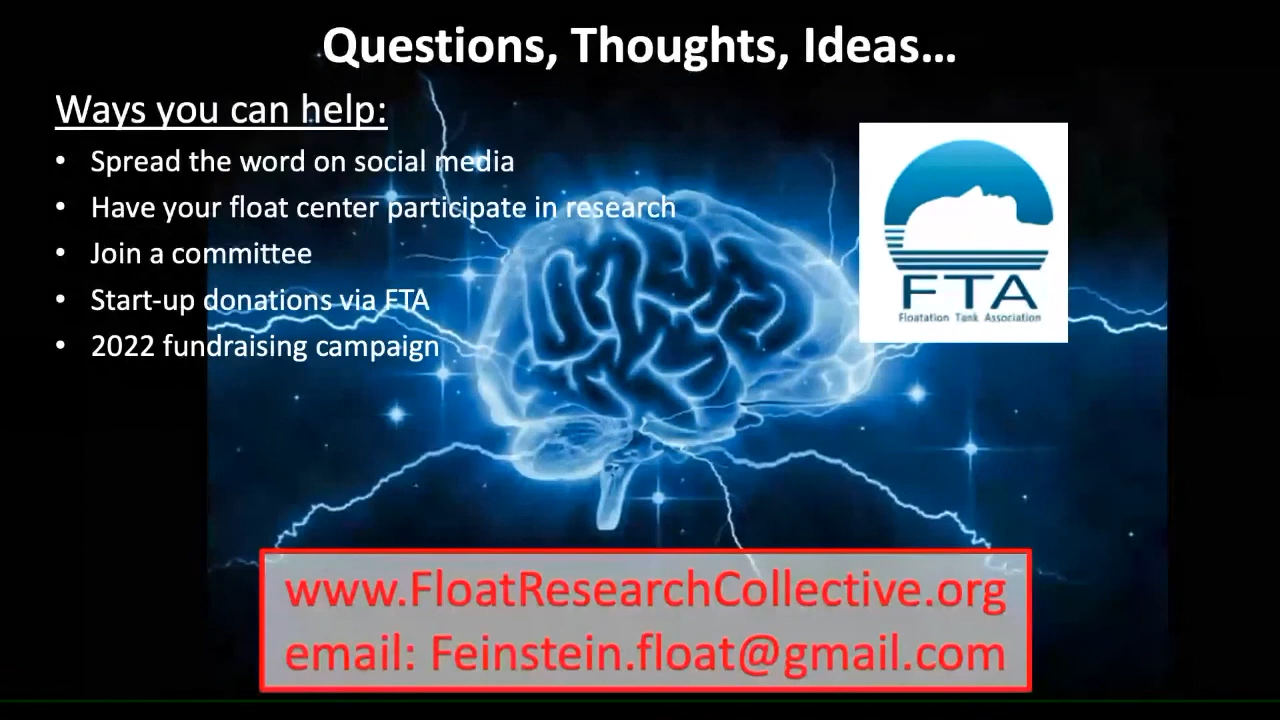 Questions, Thoughts, Ideas…
Ways you can help:
• Spread the word on social media
• Have your float center participate in research
• Join a committee
• Start-up donations via FTA
• 2022 fundraising campaign
FTA
Floatation Tank Association
www.FloatResearchCollective.org
email: Feinstein.float@gmail.com